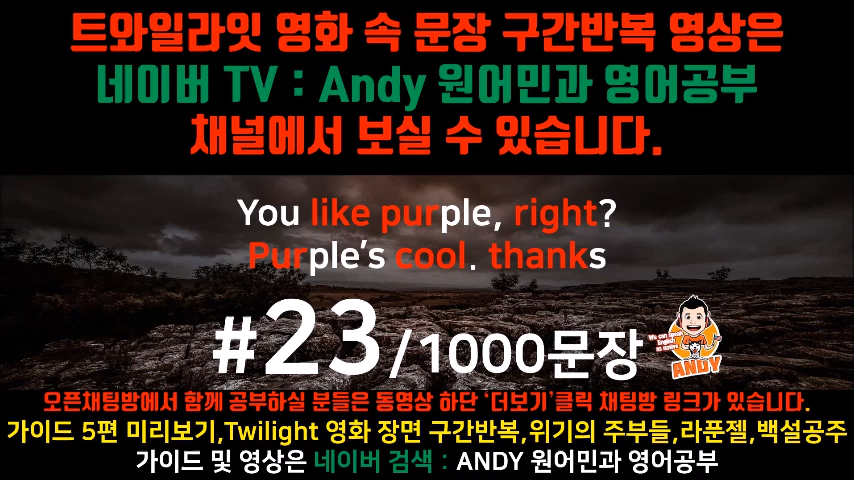 트와일라잇 영화 속 문장 구간반복 영상은
네이버 TV : Andy 원어민과 영어공부
채널에서 보실 수 있습니다.
You like purple, right?
Purple's cool. thanks
#23/1000문장
We can speak
English
as native
ANDY
오픈채팅방에서 함께 공부하실 분들은 동영상 하단 '더보기'클릭 채팅방 링크가 있습니다.
가이드 5편 미리보기,Twilight 영화 장면 구간반복,위기의 주부들,라푼젤,백설공주
가이드 및 영상은 네이버 검색 : ANDY 원어민과 영어공부